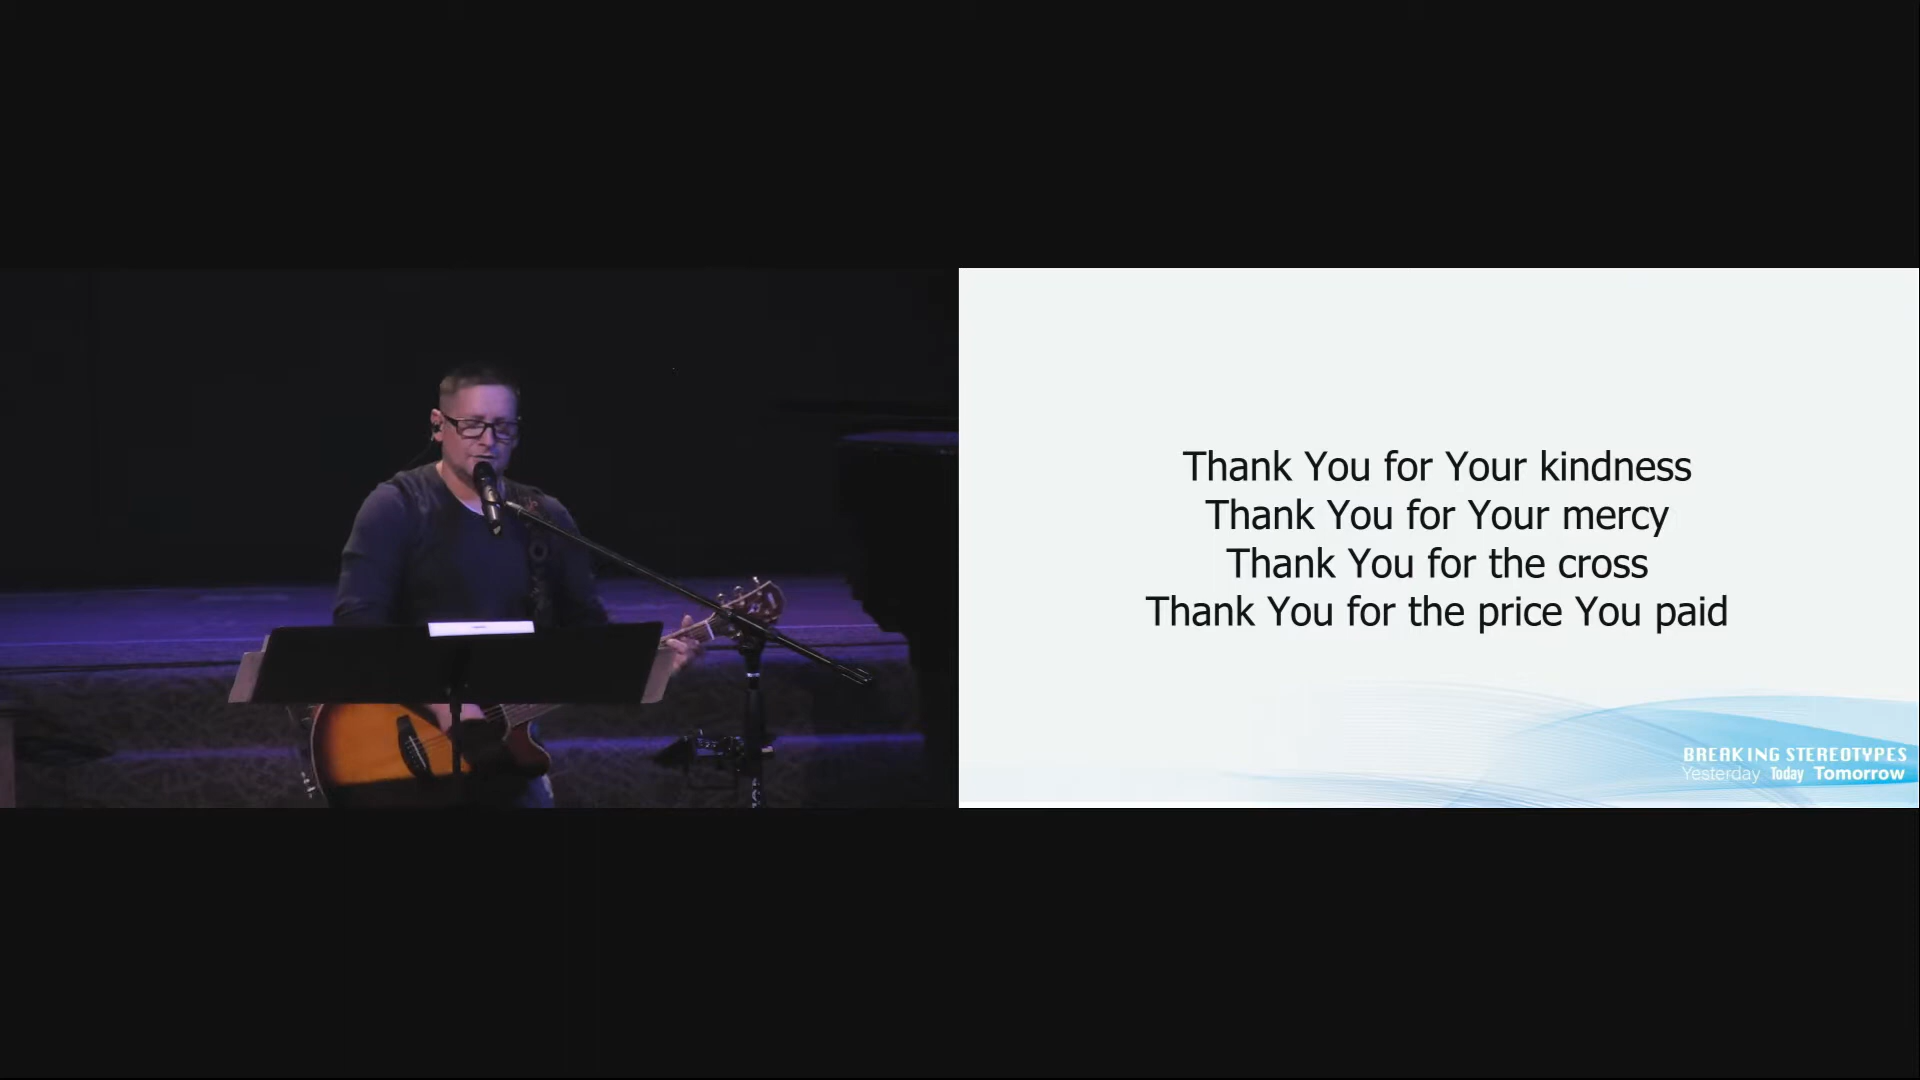 Thank You for Your kindness
Thank You for Your mercy
Thank You for the cross
Thank You for the price You paid
BREAKING STEREOTYPES
Yesterday Today Tomorrow